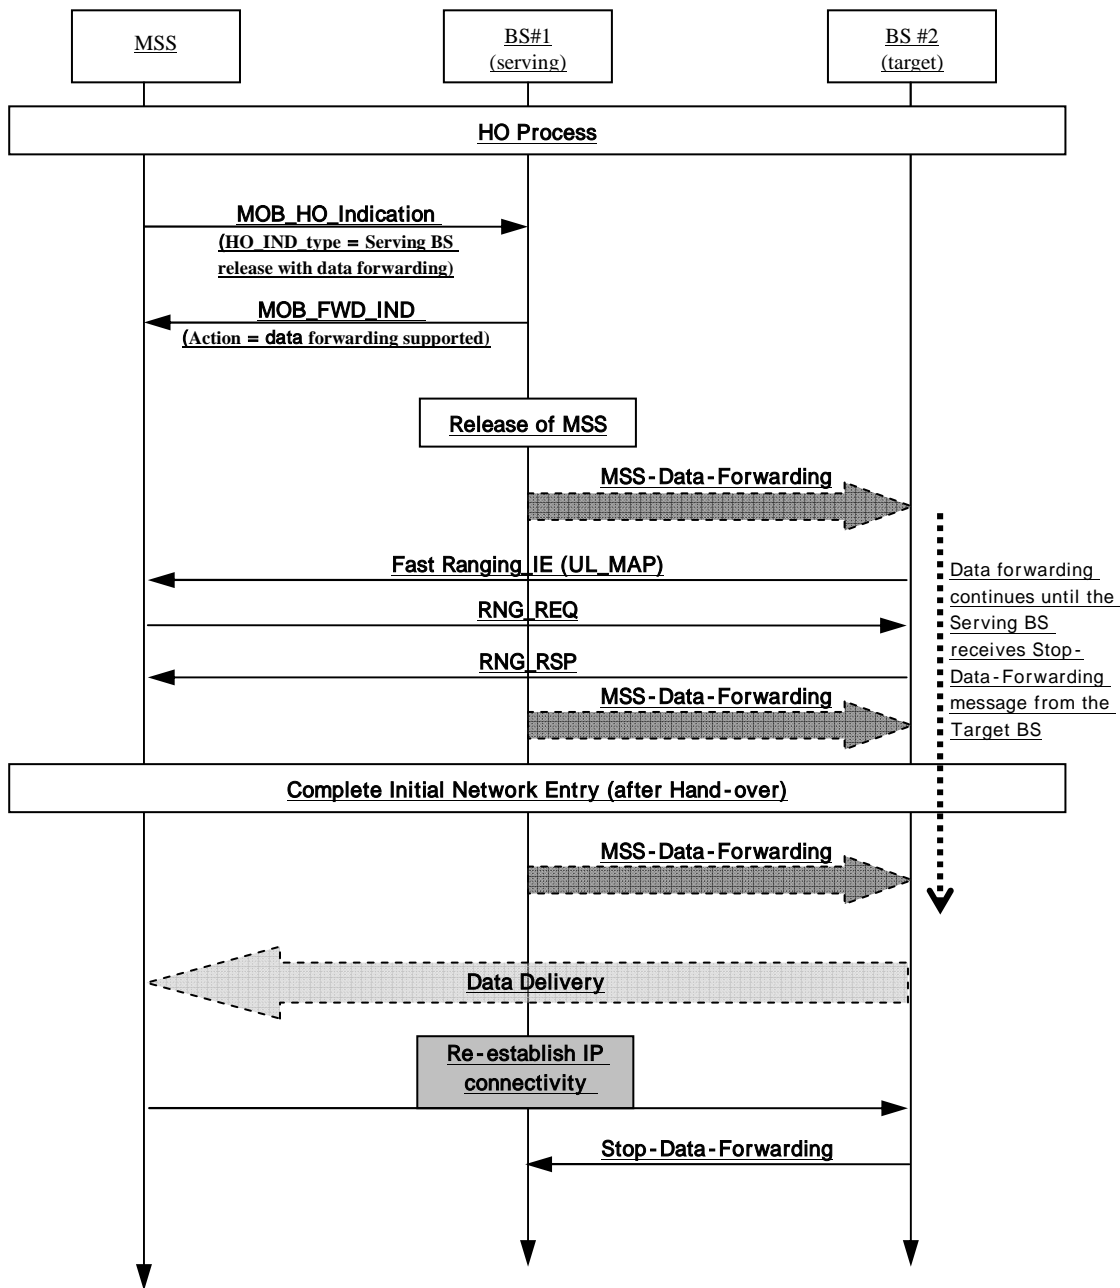 MSS
BS#1
(serving)
BS #2
(target)
HO Process
MOB_HO_Indication
(HO_IND_type = Serving BS
release with data forwarding)
MOB_FWD_IND
(Action = data forwarding supported)
Release of MSS
MSS-Data-Forwarding
Fast Ranging_IE (UL_MAP)
RNG_REQ
RNG_RSP
MSS-Data-Forwarding
Data forwarding
continues until the
Serving BS
receives Stop-
Data-Forwarding
message from the
Target BS
Complete Initial Network Entry (after Hand-over)
MSS-Data-Forwarding
Data Delivery
Re-establish IP
connectivity
Stop-Data-Forwarding